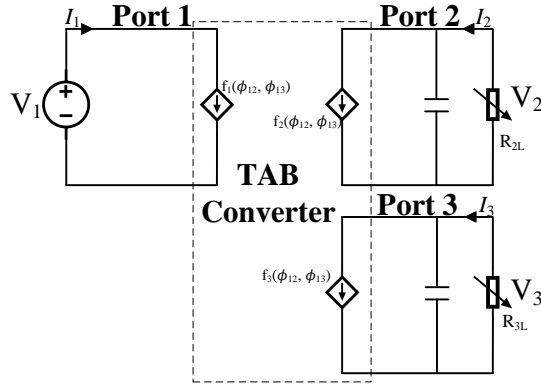 I₁ Port 1 Port 2 I₂
V₁
f₁(ϕ₁₂, ϕ₁₃)
f₂(ϕ₁₂, ϕ₁₃)
V₂
R₂L
TAB
Converter
Port 3 I₃
f₃(ϕ₁₂, ϕ₁₃)
V₃
R₃L